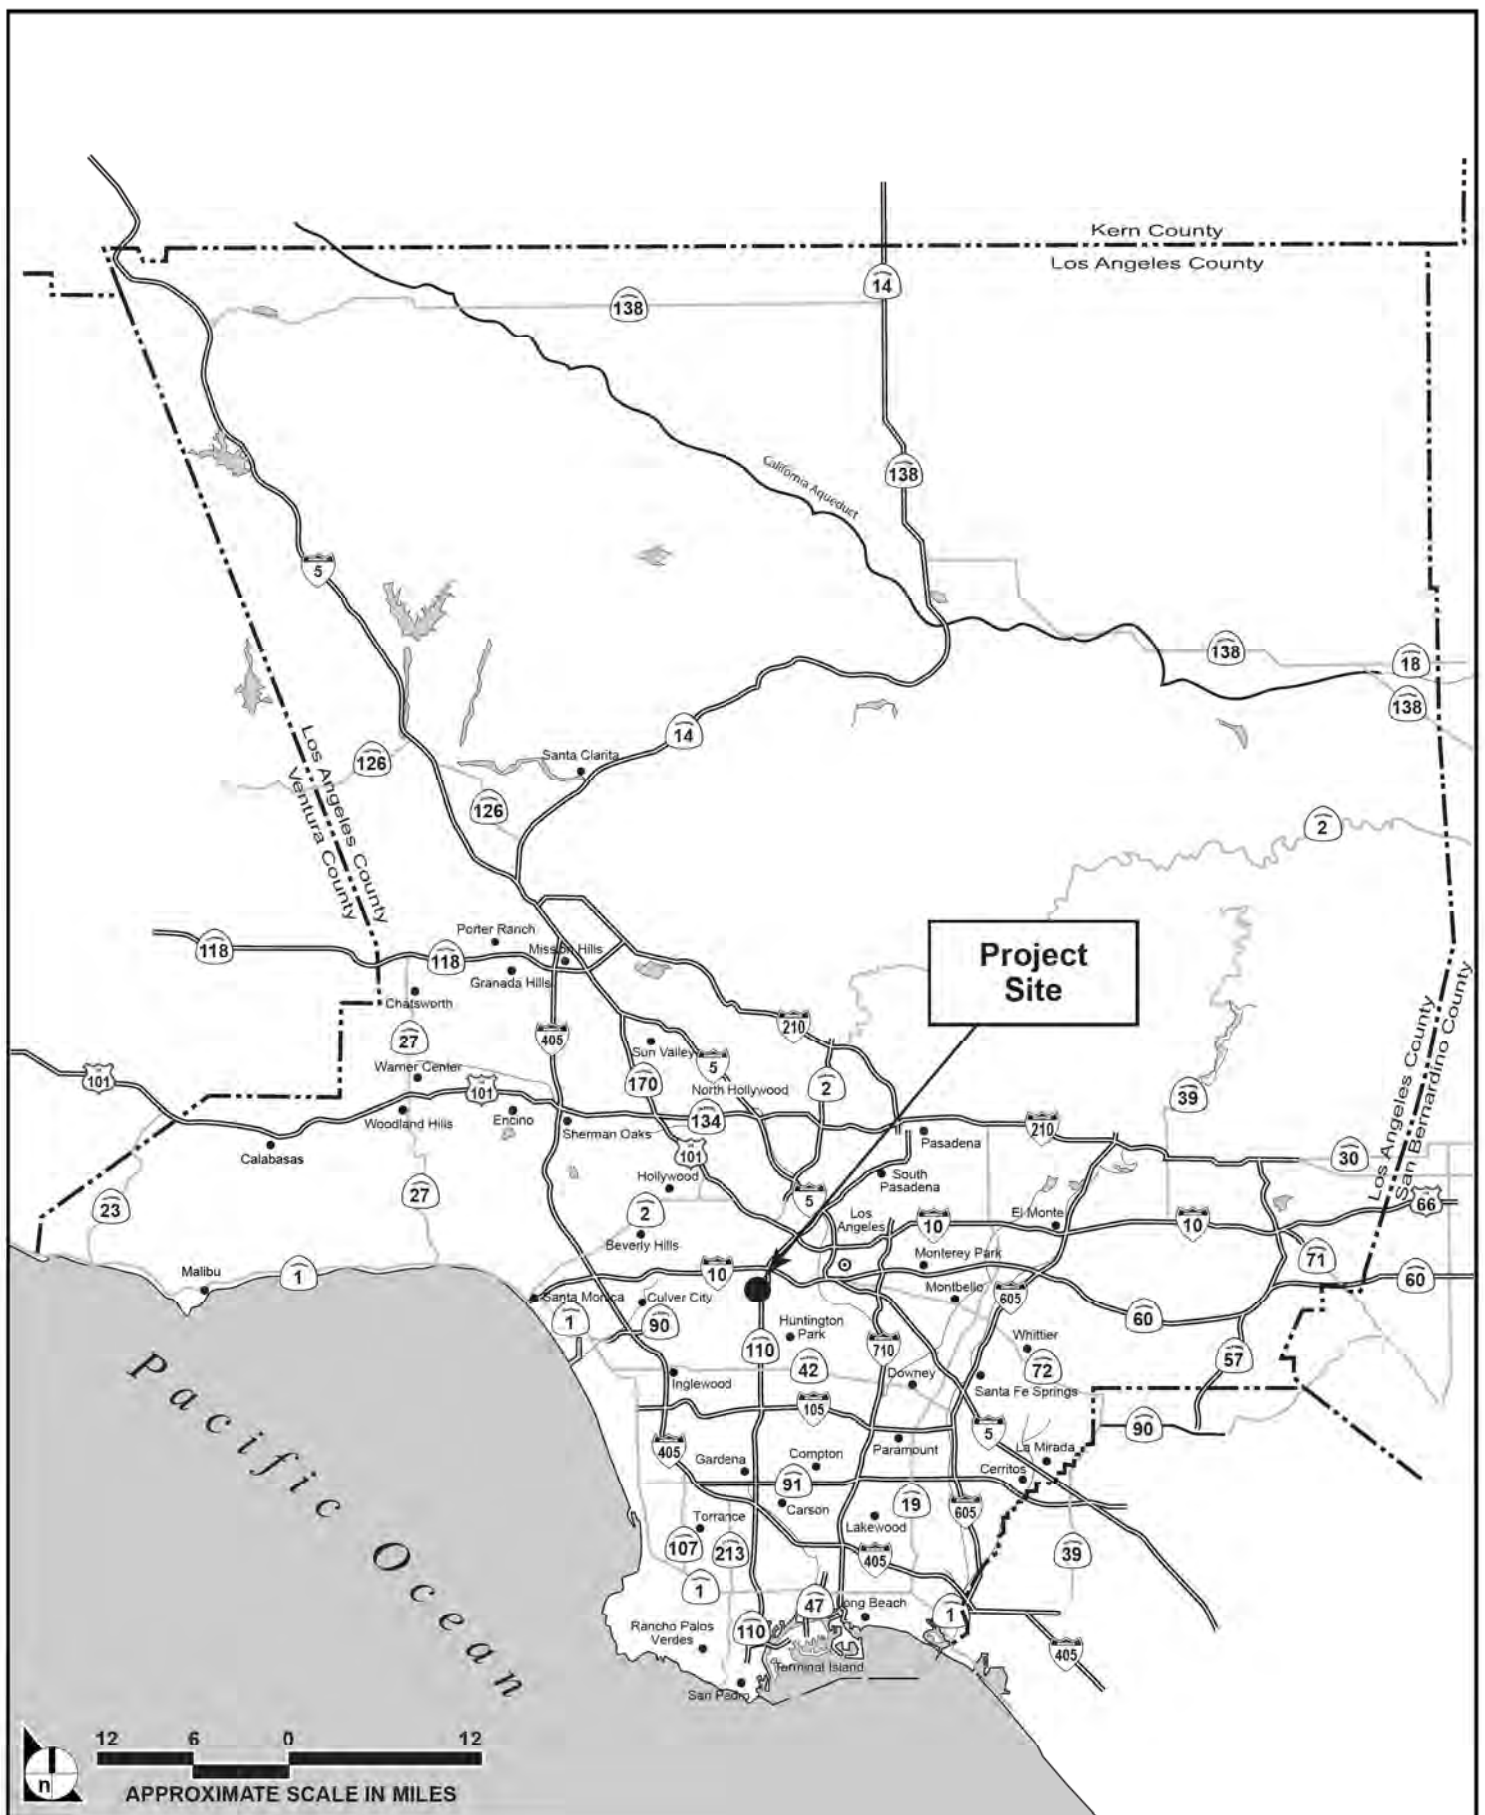 Kern County
Los Angeles County
14
138
138
California Aqueduct
5
138
18
138
14
Santa Clarita
126
126
Los Angeles County
Ventura County
2
Project
Site
Porter Ranch
Mission Hills
118
118
Granada Hills
Chatsworth
210
405
27
Sun Valley
5
Warner Center
101
101
170
North Hollywood
2
39
Los Angeles County
San Bernardino County
Woodland Hills
Encino
134
Sherman Oaks
210
Pasadena
Calabasas
101
30
Hollywood
South
Pasadena
27
23
5
2
Los
Angeles
El Monte
10
10
66
Beverly Hills
Monterey Park
71
Malibu
1
10
60
Montbello
Santa Monica
Culver City
605
1
90
Huntington
Park
60
Whittier
110
710
42
72
57
Downey
Inglewood
Santa Fe Springs
105
5
90
405
Paramount
La Mirada
Gardena
Compton
Cerritos
91
Carson
19
605
Torrance
Lakewood
107
213
405
39
1
47
Long Beach
1
Rancho Palos
Verdes
110
405
Terminal Island
San Pedro
Pacific Ocean
12 6 0 12
n
APPROXIMATE SCALE IN MILES